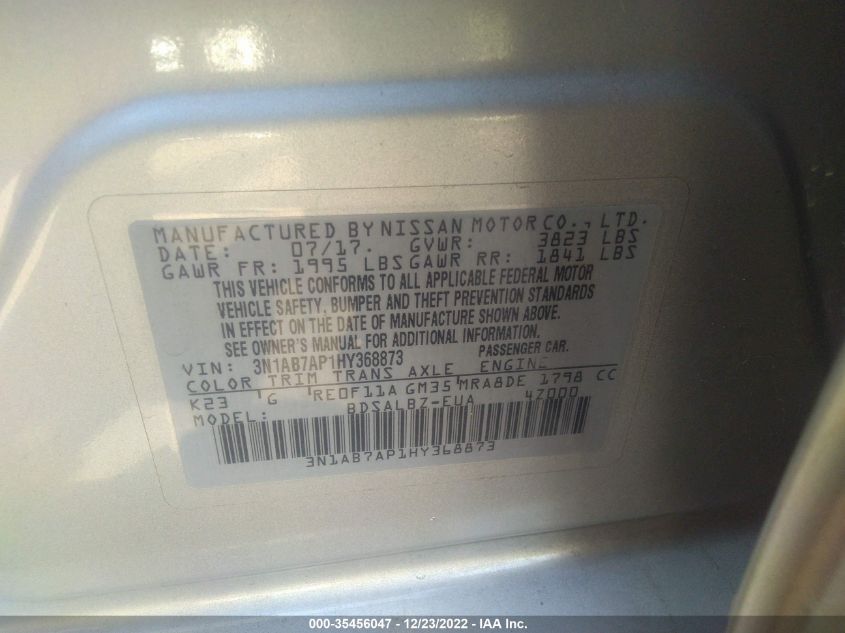 MANUFACTURED BY NISSAN MOTOR CO., LTD.
DATE: 07/17. GVWR: 3823 LBS
GAWR FR: 1995 LBS GAWR RR: 1841 LBS
THIS VEHICLE CONFORMS TO ALL APPLICABLE FEDERAL MOTOR
VEHICLE SAFETY, BUMPER AND THEFT PREVENTION STANDARDS
IN EFFECT ON THE DATE OF MANUFACTURE SHOWN ABOVE.
SEE OWNER'S MANUAL FOR ADDITIONAL INFORMATION.
VIN: 3N1AB7AP1HY368873 PASSENGER CAR.
COLOR TRIM TRANS AXLE ENGINE
K23 G RE0F11A GM35 MRA8DE 1798 CC
MODEL: BDSALBZ-EUA 4Z000
3N1AB7AP1HY368873
000-35456047 / 12/23/2022 - IAA Inc.